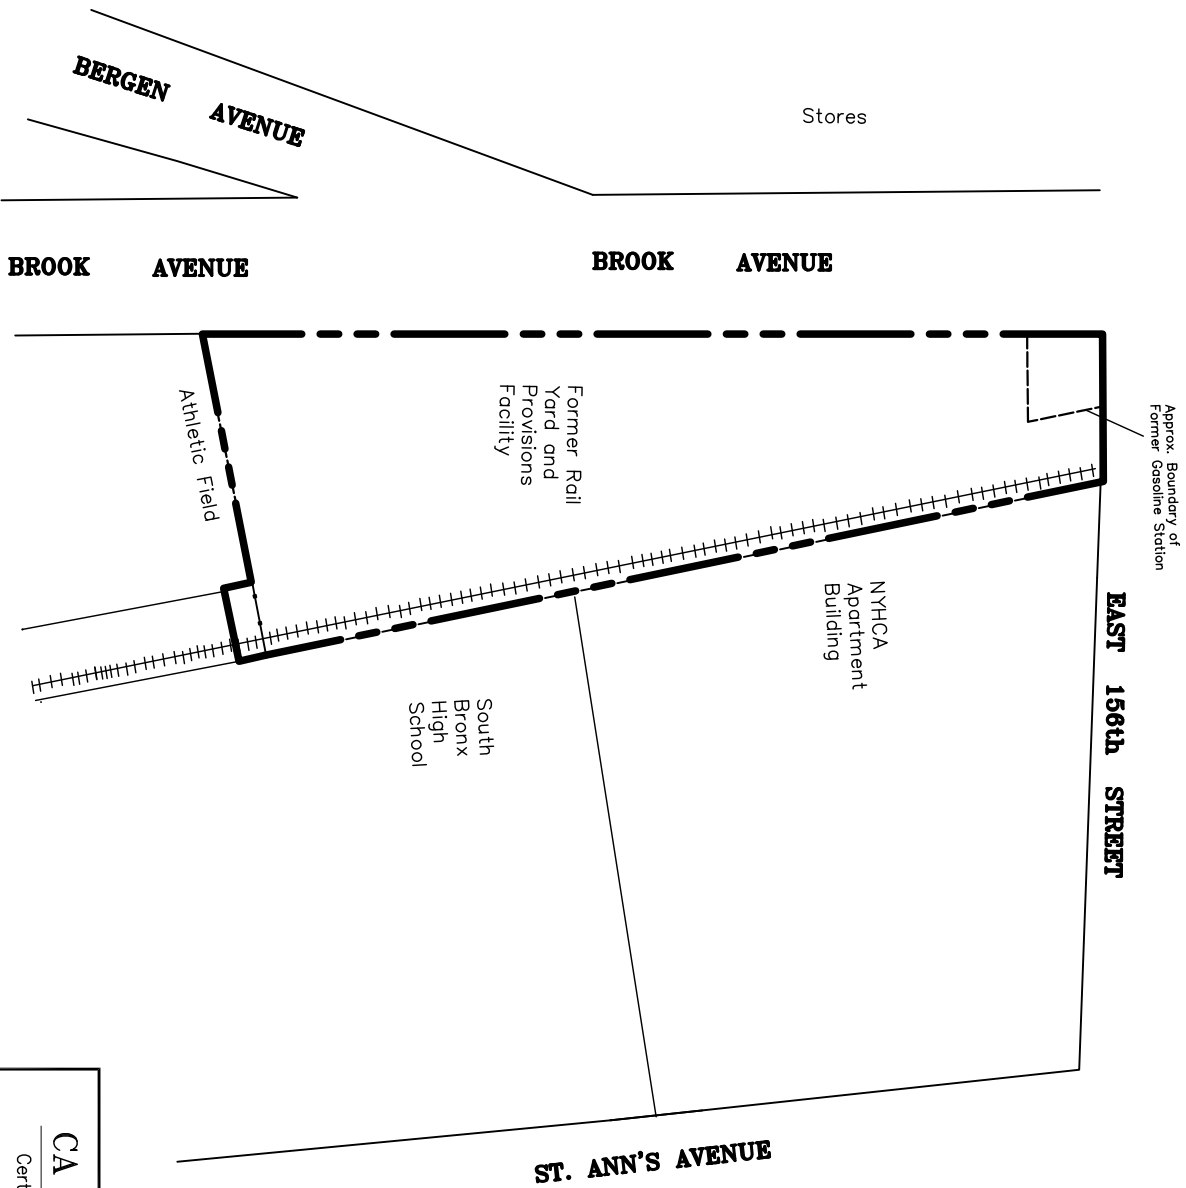 BERGEN AVENUE
Stores
BROOK AVENUE
BROOK AVENUE
Approx. Boundary of
Former Gasoline Station
Former Rail
Yard and
Provisions
Facility
Athletic Field
NYHCA
Apartment
Building
EAST 156th STREET
South
Bronx
High
School
ST. ANN'S AVENUE
CA
Cert